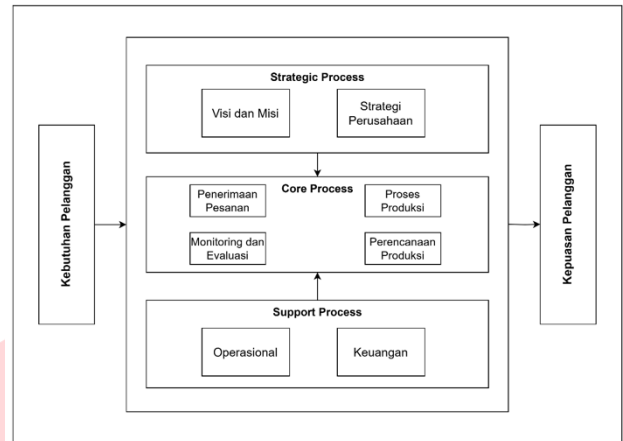 Kebutuhan Pelanggan
Strategic Process
Visi dan Misi
Strategi
Perusahaan
Core Process
Penerimaan
Pesanan
Proses
Produksi
Monitoring dan
Evaluasi
Perencanaan
Produksi
Support Process
Operasional
Keuangan
Kepuasan Pelanggan